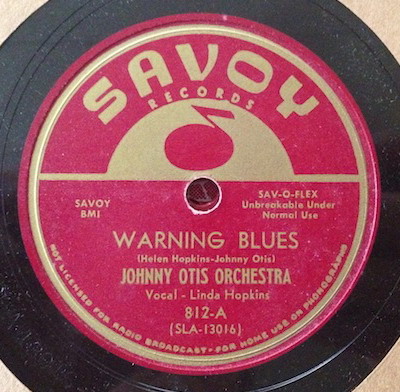 SAVOY
RECORDS
SAVOY
BMI
SAV-O-FLEX
Unbreakable Under
Normal Use
WARNING BLUES
(Helen Hopkins-Johnny Otis)
JOHNNY OTIS ORCHESTRA
Vocal - Linda Hopkins
812-A
(SLA-13016)
NOT LICENSED FOR RADIO BROADCAST - FOR HOME USE ON PHONOGRAPHS